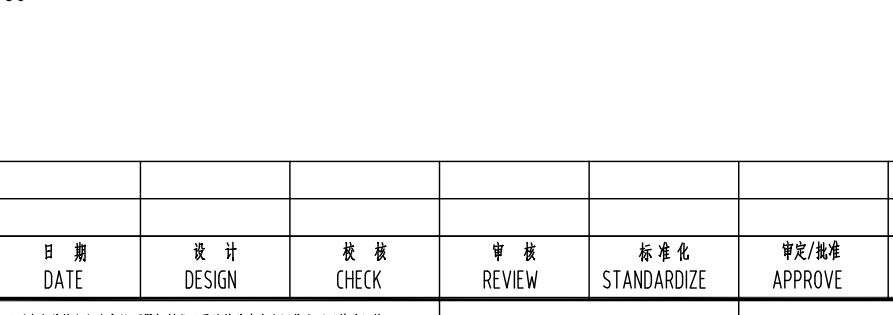 日 期 设 计 校 核 审 核 标准化 审定/批准
DATE DESIGN CHECK REVIEW STANDARDIZE APPROVE